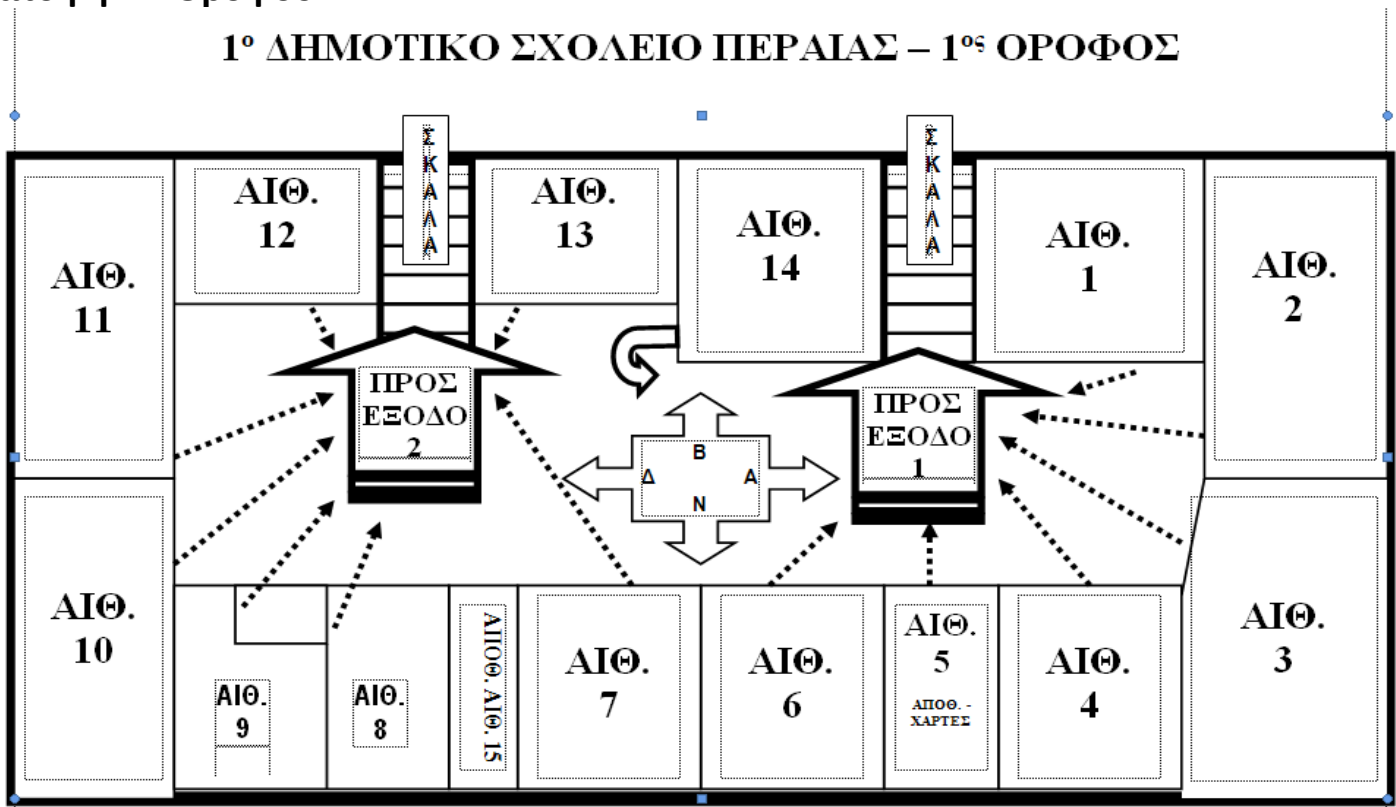 1ο ΔΗΜΟΤΙΚΟ ΣΧΟΛΕΙΟ ΠΕΡΑΙΑΣ – 1ος ΟΡΟΦΟΣ
ΣΚΑΛΑ
ΣΚΑΛΑ
ΑΙΘ.
11
ΑΙΘ.
12
ΑΙΘ.
13
ΑΙΘ.
14
ΑΙΘ.
1
ΑΙΘ.
2
ΠΡΟΣ
ΕΞΟΔΟ
2
ΠΡΟΣ
ΕΞΟΔΟ
1
Β
Δ Α
Ν
ΑΙΘ.
10
ΑΙΘ.
9
ΑΙΘ.
8
ΑΠΟΘ. ΑΙΘ. 15
ΑΙΘ.
7
ΑΙΘ.
6
ΑΙΘ.
5
ΑΠΟΘ. -
ΧΑΡΤΕΣ
ΑΙΘ.
4
ΑΙΘ.
3